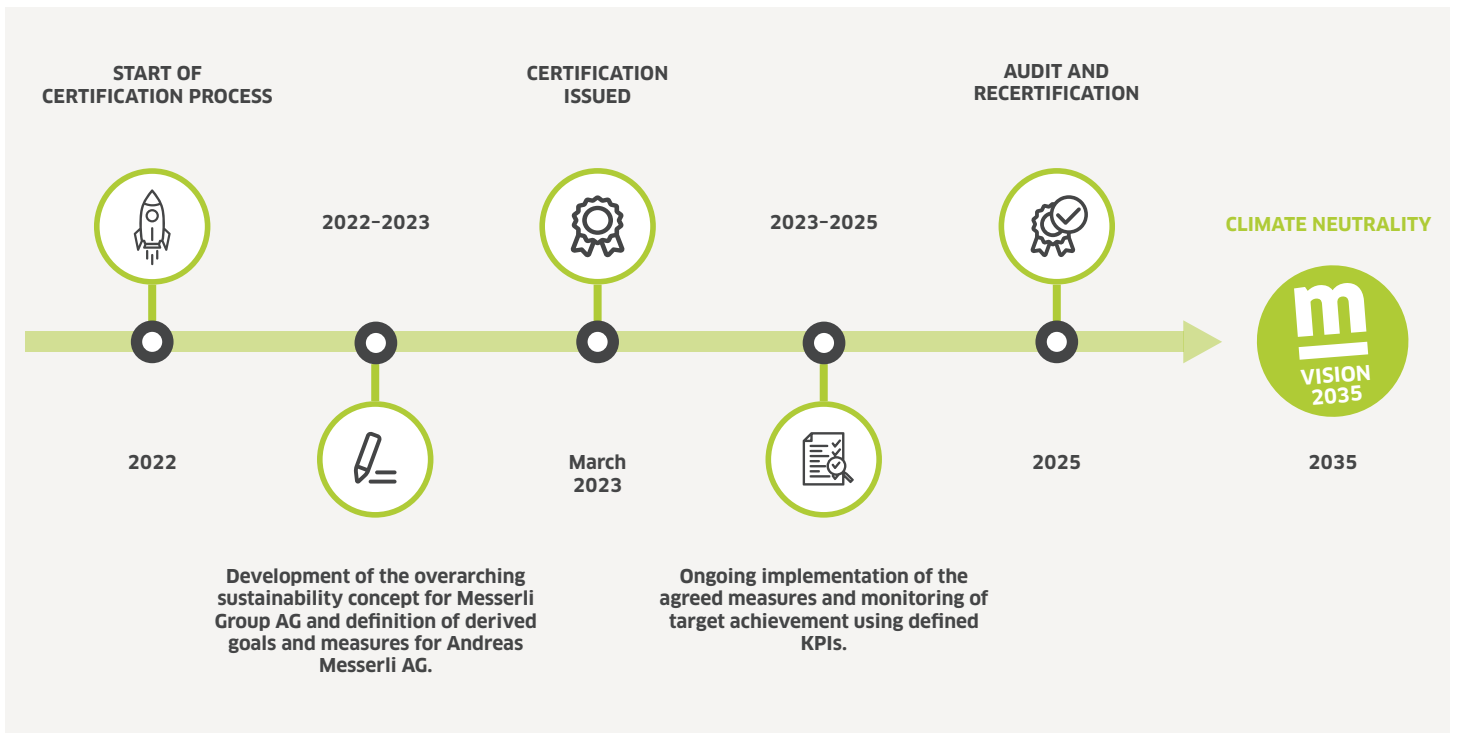 START OF
CERTIFICATION PROCESS
2022
2022–2023
Development of the overarching
sustainability concept for Messerli
Group AG and definition of derived
goals and measures for Andreas
Messerli AG.
CERTIFICATION
ISSUED
March
2023
2023–2025
Ongoing implementation of the
agreed measures and monitoring of
target achievement using defined
KPIs.
AUDIT AND
RECERTIFICATION
2025
CLIMATE NEUTRALITY
m
VISION
2035
2035